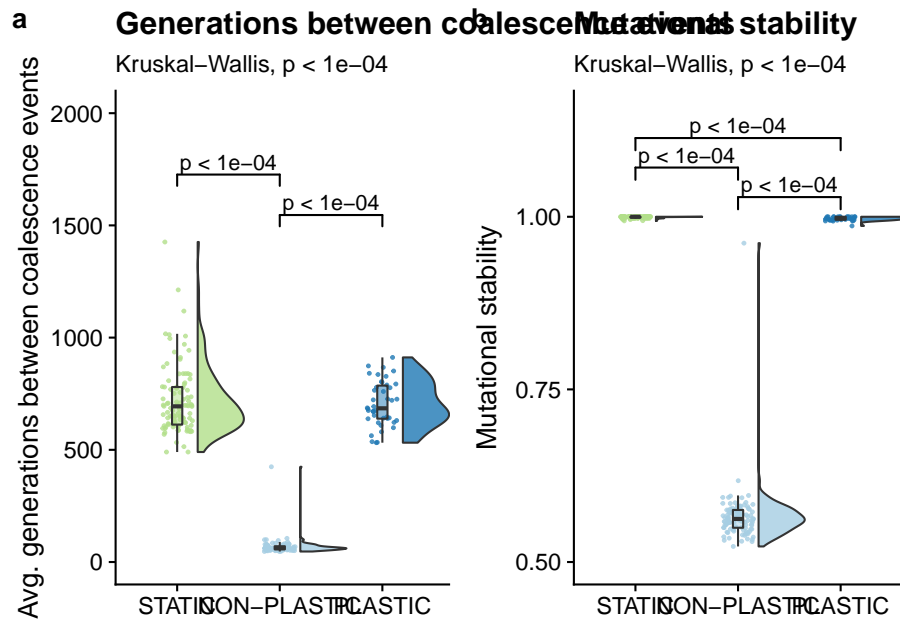 a
Generations between coalescence events
Kruskal−Wallis, p < 1e−04
Avg. generations between coalescence events
2000
1500
1000
500
0
p < 1e−04
p < 1e−04
STATIC
NON−PLASTIC
PLASTIC
b
Mutational stability
Kruskal−Wallis, p < 1e−04
Mutational stability
1.00
0.75
0.50
p < 1e−04
p < 1e−04
p < 1e−04
STATIC
NON−PLASTIC
PLASTIC